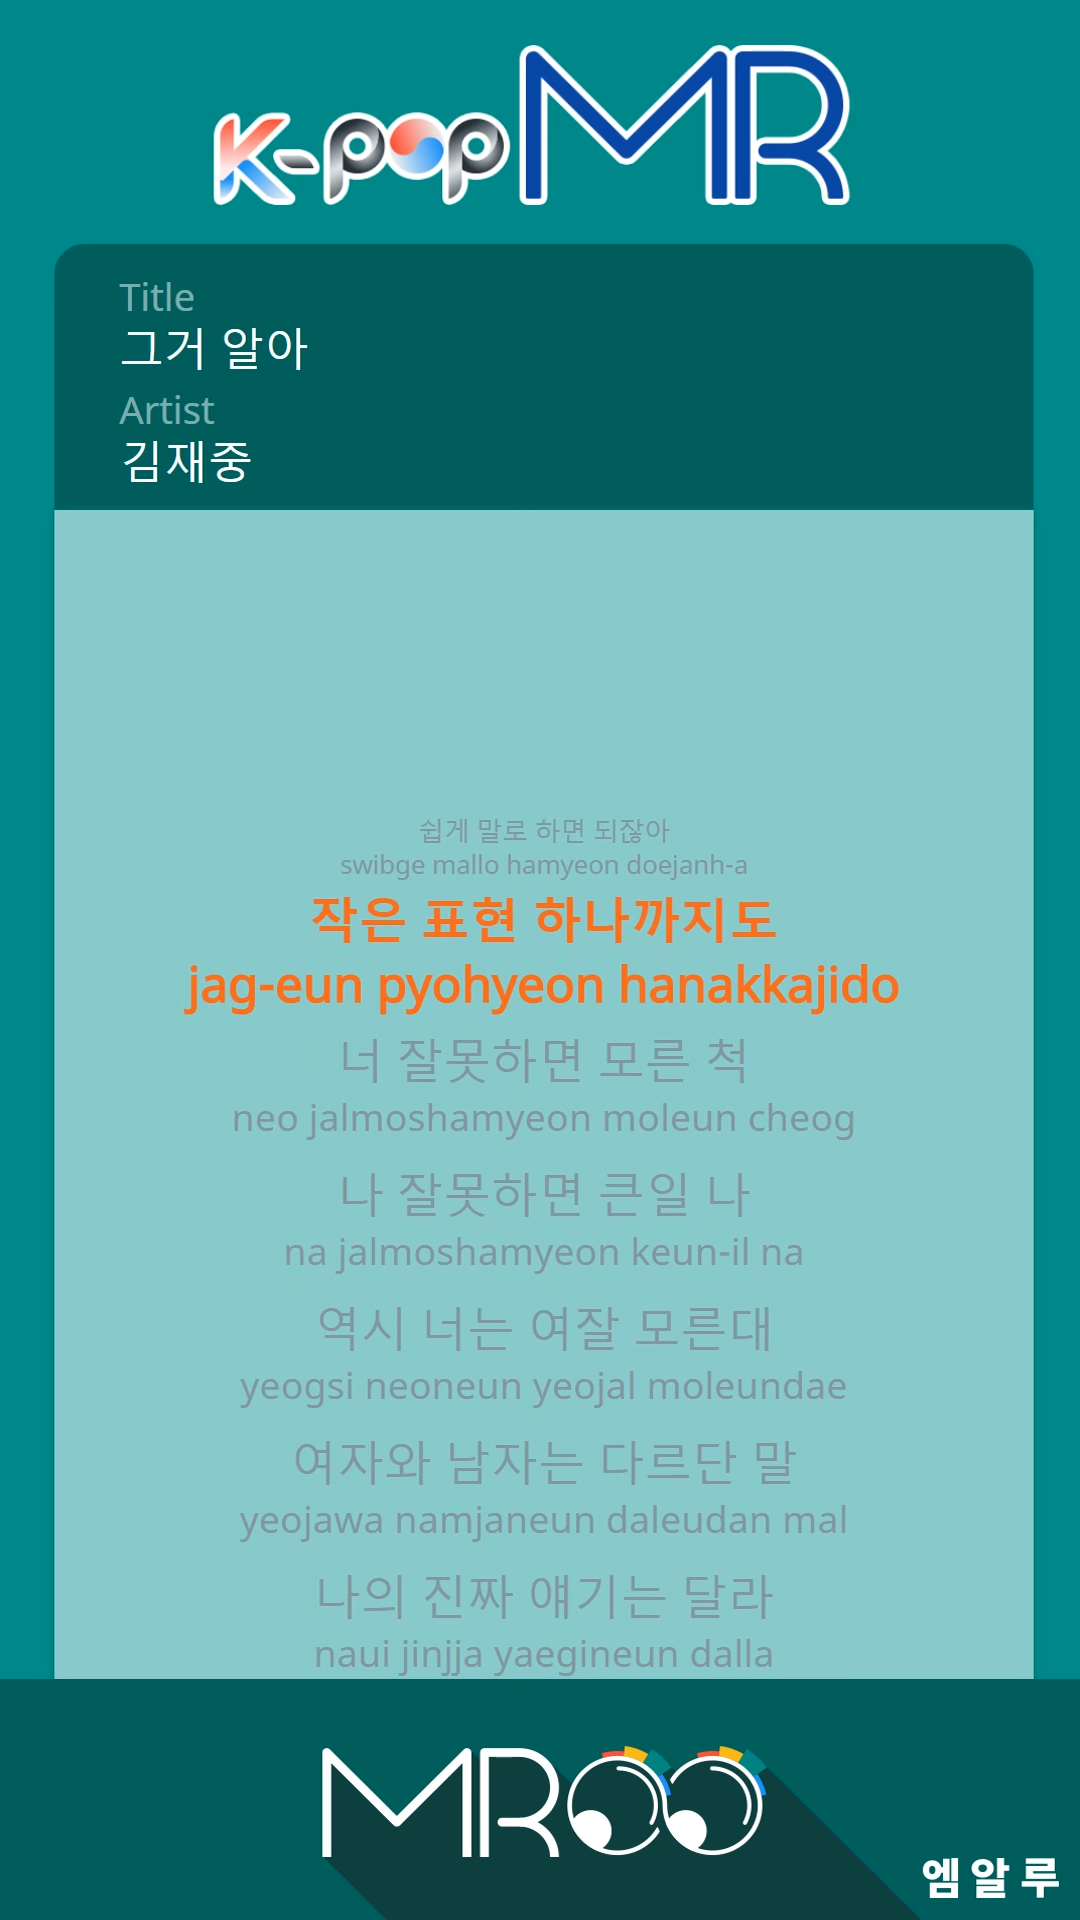 K-pop MR
Title
그거 알아
Artist
김재중
쉽게 말로 하면 되잖아
swibge mallo hamyeon doejanh-a
작은 표현 하나까지도
jag-eun pyohyeon hanakkajido
너 잘못하면 모른 척
neo jalmoshamyeon moleun cheog
나 잘못하면 큰일 나
na jalmoshamyeon keun-il na
역시 너는 여잘 모른대
yeogsi neoneun yeojal moleundae
여자와 남자는 다르단 말
yeojawa namjaneun daleudan mal
나의 진짜 얘기는 달라
naui jinjja yaegineun dalla
MROO
엠알루